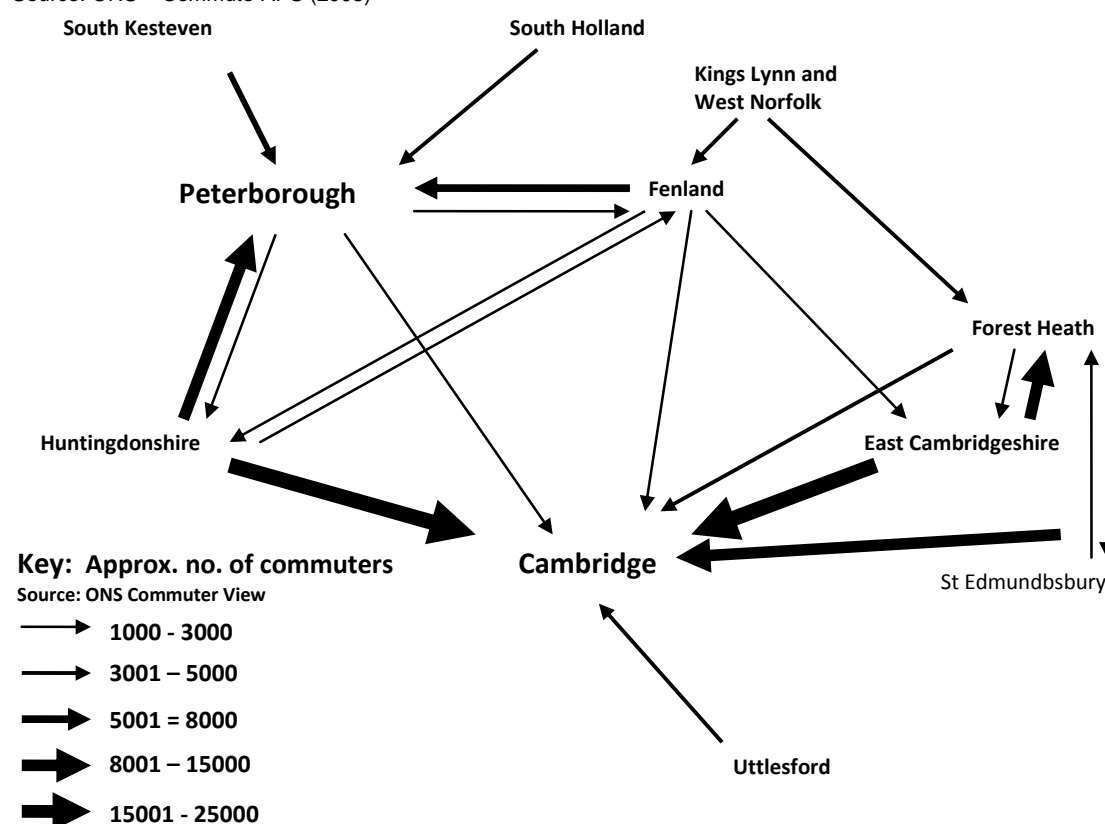 South Kesteven
South Holland
Kings Lynn and
West Norfolk
Peterborough
Fenland
Forest Heath
Huntingdonshire
East Cambridgeshire
Key: Approx. no. of commuters
Cambridge
Source: ONS Commuter View
St Edmundbsbury
1000 - 3000
3001 – 5000
5001 = 8000
8001 – 15000
Uttlesford
15001 - 25000